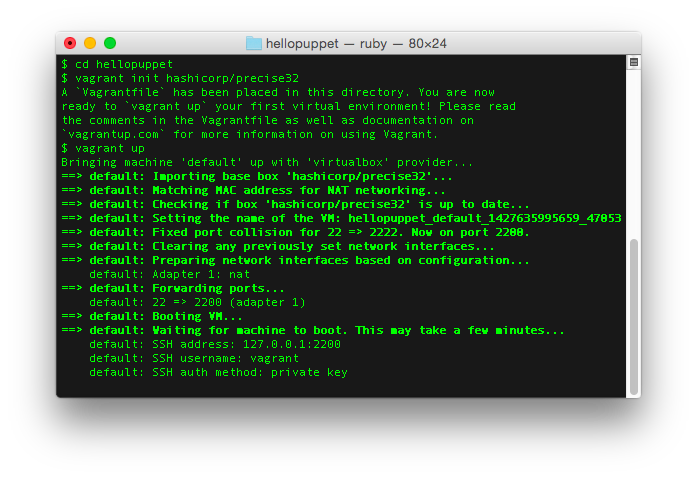 hellopuppet — ruby — 80×24
$ cd hellopuppet
$ vagrant init hashicorp/precise32
A `Vagrantfile` has been placed in this directory. You are now
ready to `vagrant up` your first virtual environment! Please read
the comments in the Vagrantfile as well as documentation on
`vagrantup.com` for more information on using Vagrant.
$ vagrant up
Bringing machine 'default' up with 'virtualbox' provider...
==> default: Importing base box 'hashicorp/precise32'...
==> default: Matching MAC address for NAT networking...
==> default: Checking if box 'hashicorp/precise32' is up to date...
==> default: Setting the name of the VM: hellopuppet_default_1427635995659_47053
==> default: Fixed port collision for 22 => 2222. Now on port 2200.
==> default: Clearing any previously set network interfaces...
==> default: Preparing network interfaces based on configuration...
    default: Adapter 1: nat
==> default: Forwarding ports...
    default: 22 => 2200 (adapter 1)
==> default: Booting VM...
==> default: Waiting for machine to boot. This may take a few minutes...
    default: SSH address: 127.0.0.1:2200
    default: SSH username: vagrant
    default: SSH auth method: private key